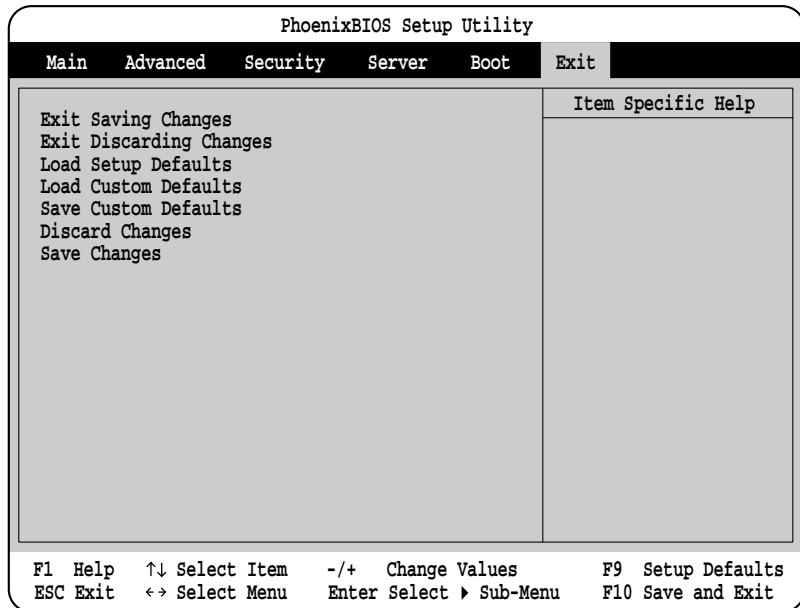 PhoenixBIOS Setup Utility
Main Advanced Security Server Boot Exit
Item Specific Help
Exit Saving Changes
Exit Discarding Changes
Load Setup Defaults
Load Custom Defaults
Save Custom Defaults
Discard Changes
Save Changes
F1 Help ↑↓ Select Item -/+ Change Values F9 Setup Defaults
ESC Exit ←→ Select Menu Enter Select ▶ Sub-Menu F10 Save and Exit